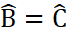 B̂ = Ĉ